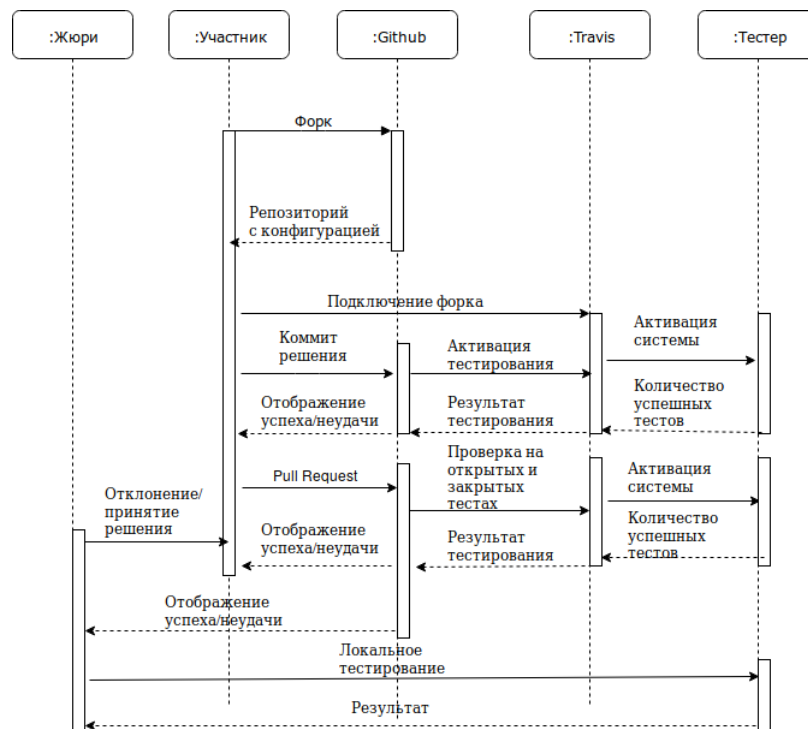 :Жюри
:Участник
:Github
:Travis
:Тестер
Форк
Репозиторий
с конфигурацией
Подключение форка
Коммит
решения
Активация
тестирования
Активация
системы
Отображение
успеха/неудачи
Результат
тестирования
Количество
успешных
тестов
Pull Request
Проверка на
открытых и
закрытых
тестах
Активация
системы
Отклонение/
принятие
решения
Отображение
успеха/неудачи
Результат
тестирования
Количество
успешных
тестов
Отображение
успеха/неудачи
Локальное
тестирование
Результат